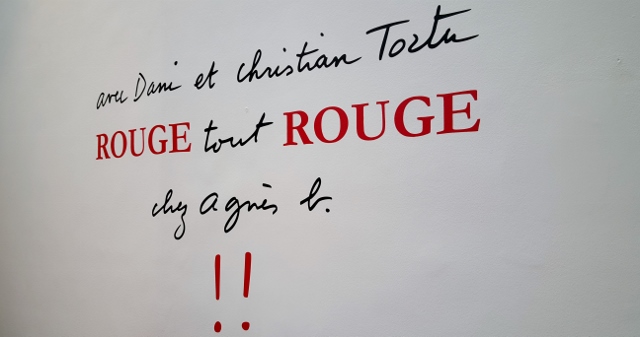 avec Dani et Christian Tortu
ROUGE tout ROUGE
chez agnès b.
!!